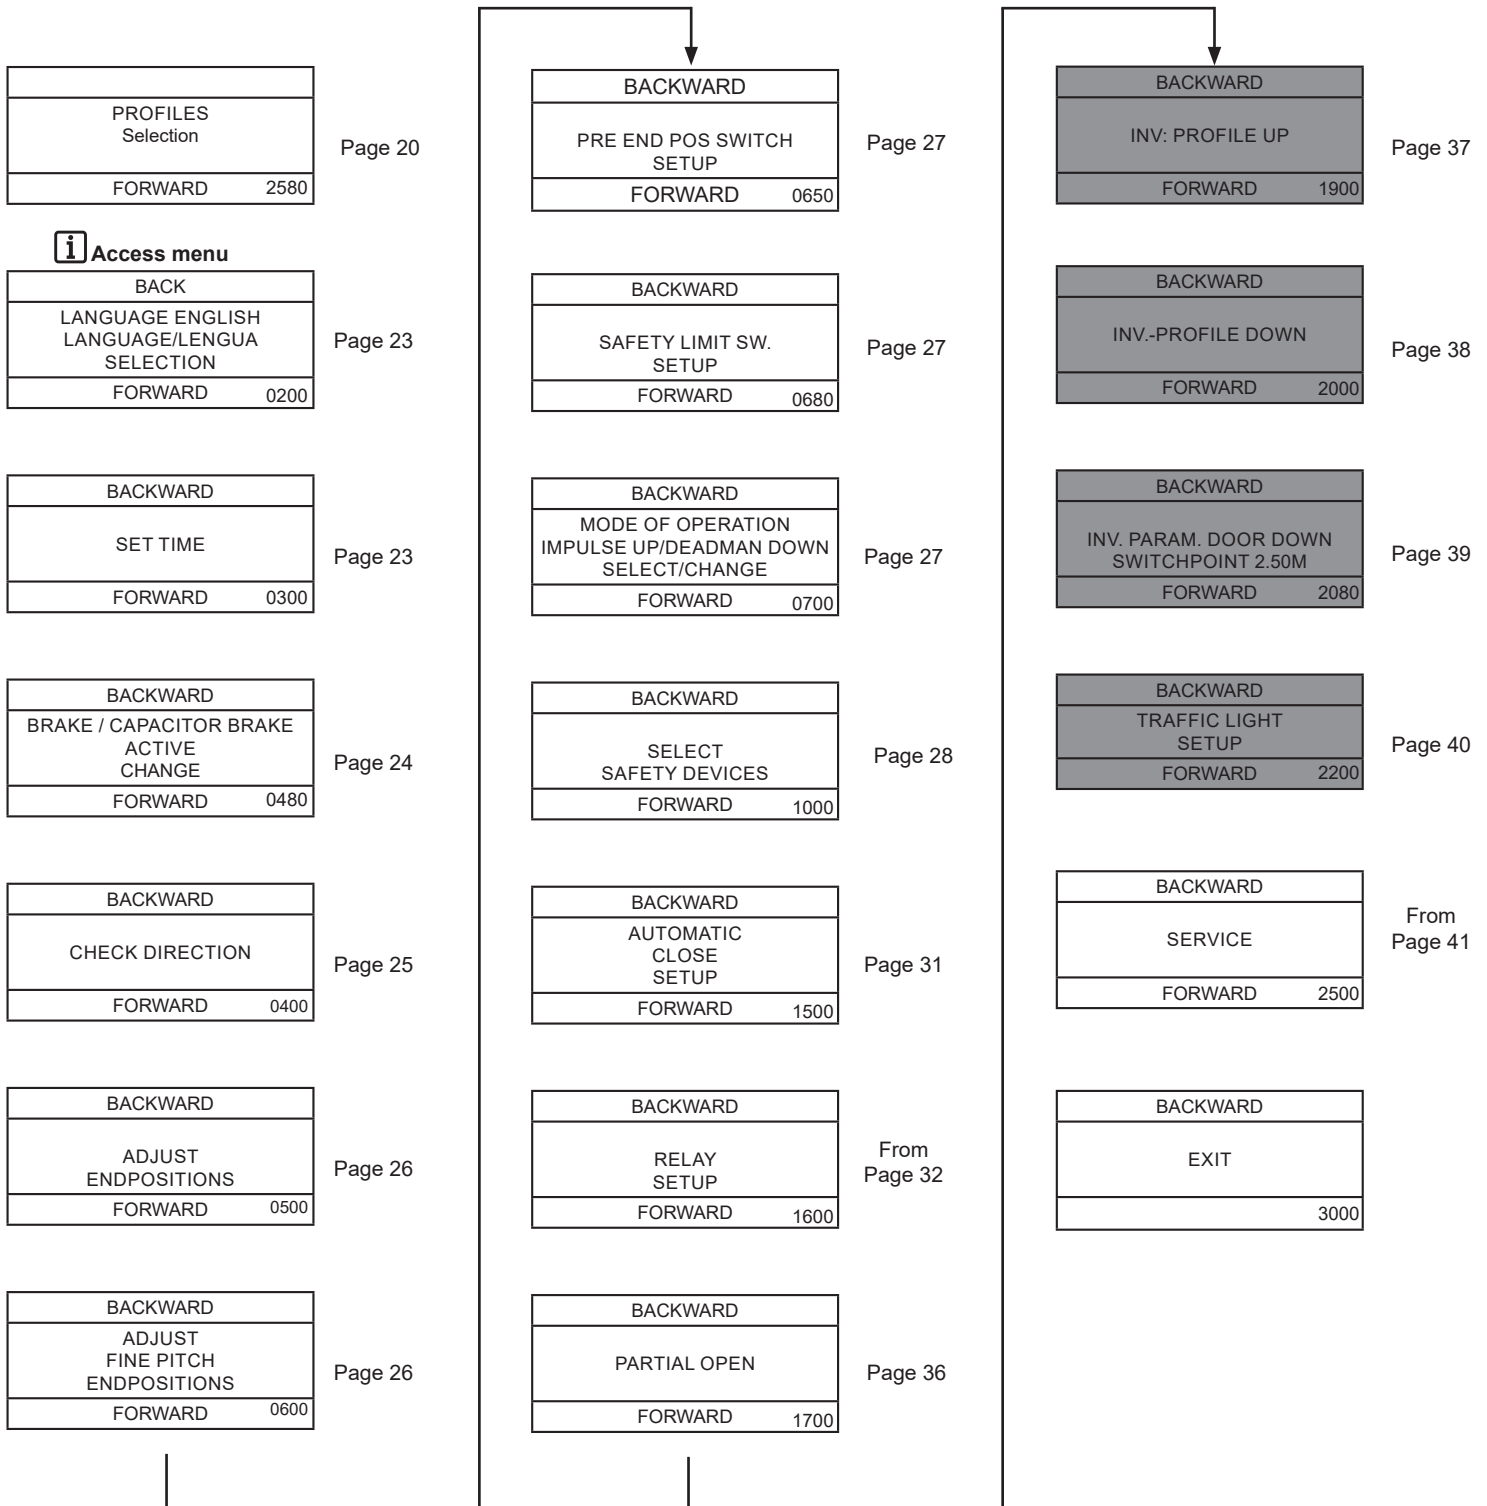 PROFILES
Selection
FORWARD 2580
Page 20
i Access menu
BACK
LANGUAGE ENGLISH
LANGUAGE/LENGUA
SELECTION
FORWARD 0200
Page 23
BACKWARD
SET TIME
FORWARD 0300
Page 23
BACKWARD
BRAKE / CAPACITOR BRAKE
ACTIVE
CHANGE
FORWARD 0480
Page 24
BACKWARD
CHECK DIRECTION
FORWARD 0400
Page 25
BACKWARD
ADJUST
ENDPOSITIONS
FORWARD 0500
Page 26
BACKWARD
ADJUST
FINE PITCH
ENDPOSITIONS
FORWARD 0600
Page 26
BACKWARD
PRE END POS SWITCH
SETUP
FORWARD 0650
Page 27
BACKWARD
SAFETY LIMIT SW.
SETUP
FORWARD 0680
Page 27
BACKWARD
MODE OF OPERATION
IMPULSE UP/DEADMAN DOWN
SELECT/CHANGE
FORWARD 0700
Page 27
BACKWARD
SELECT
SAFETY DEVICES
FORWARD 1000
Page 28
BACKWARD
AUTOMATIC
CLOSE
SETUP
FORWARD 1500
Page 31
BACKWARD
RELAY
SETUP
FORWARD 1600
From
Page 32
BACKWARD
PARTIAL OPEN
FORWARD 1700
Page 36
BACKWARD
INV: PROFILE UP
FORWARD 1900
Page 37
BACKWARD
INV.-PROFILE DOWN
FORWARD 2000
Page 38
BACKWARD
INV. PARAM. DOOR DOWN
SWITCHPOINT 2.50M
FORWARD 2080
Page 39
BACKWARD
TRAFFIC LIGHT
SETUP
FORWARD 2200
Page 40
BACKWARD
SERVICE
FORWARD 2500
From
Page 41
BACKWARD
EXIT
3000